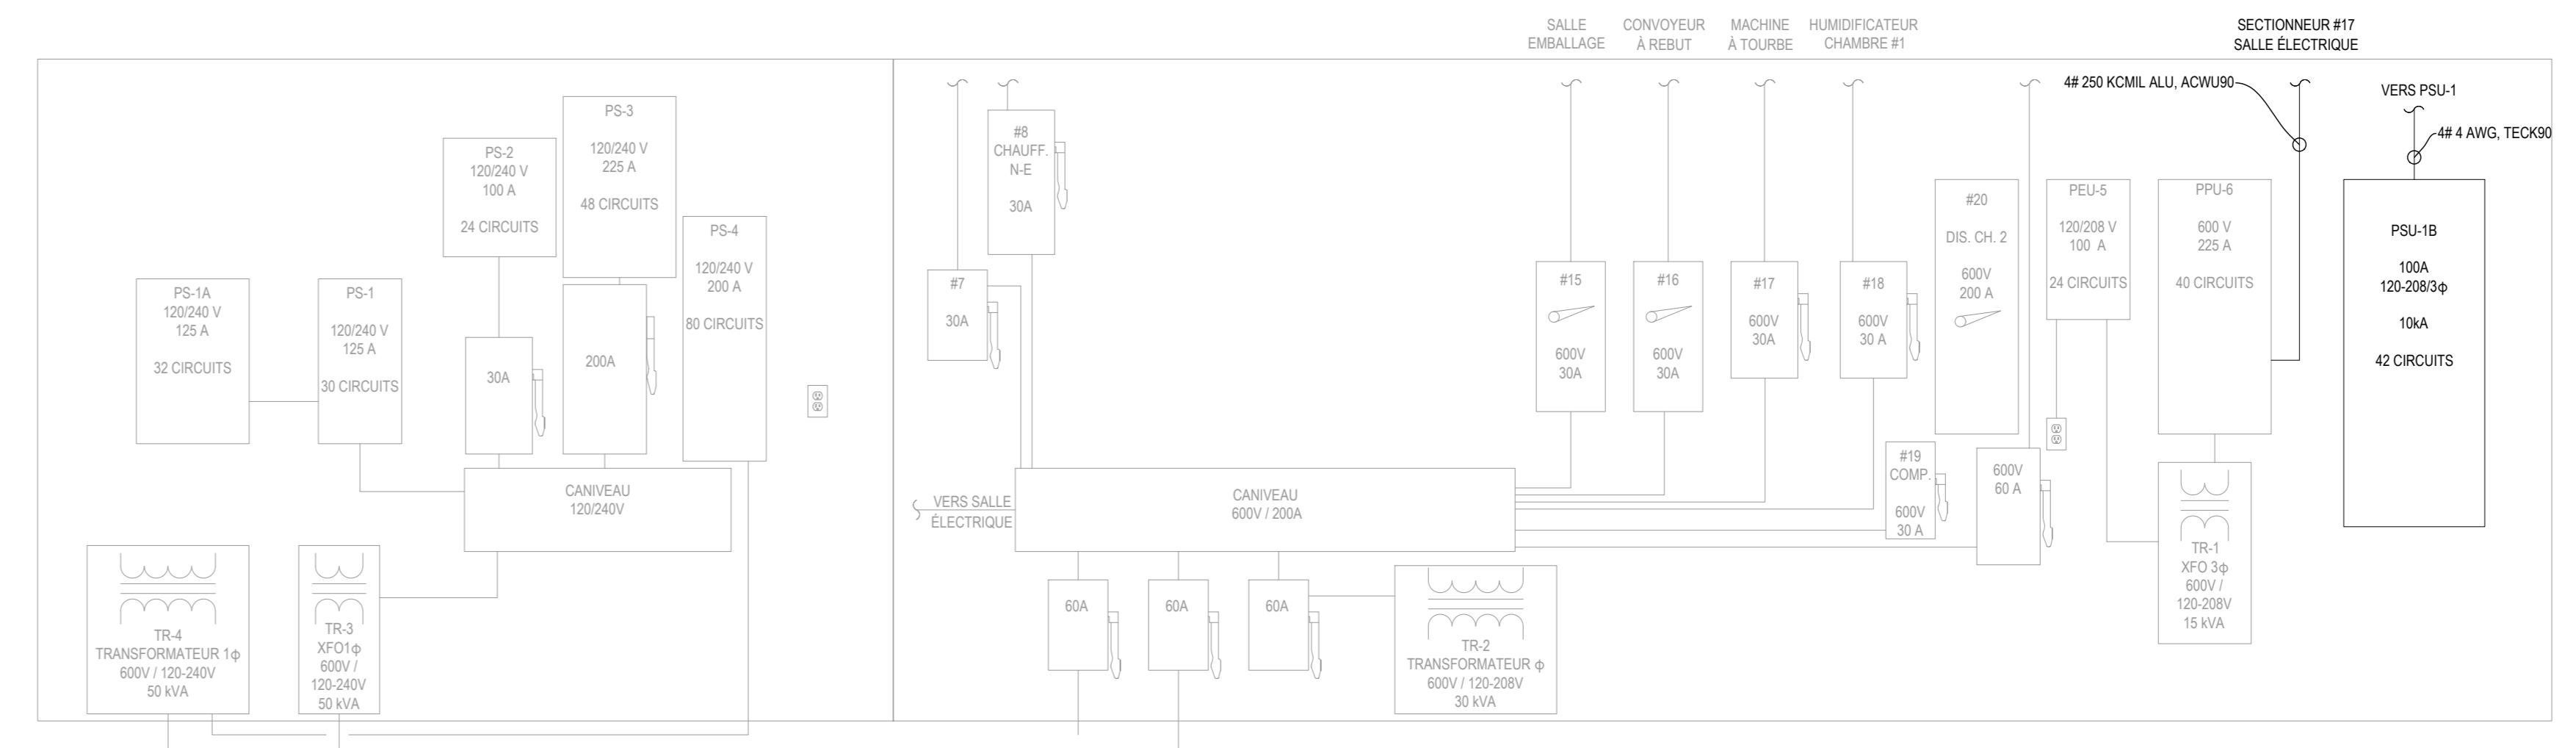 SALLE
EMBALLAGE
CONVOYEUR
À REBUT
MACHINE
À TOURBE
HUMIDIFICATEUR
CHAMBRE #1
SECTIONNEUR #17
SALLE ÉLECTRIQUE
4# 250 KCMIL ALU, ACWU90
VERS PSU-1
4# 4 AWG, TECK90
PS-3
120/240 V
225 A
48 CIRCUITS
PS-2
120/240 V
100 A
24 CIRCUITS
PS-4
120/240 V
200 A
80 CIRCUITS
PS-1A
120/240 V
125 A
32 CIRCUITS
PS-1
120/240 V
125 A
30 CIRCUITS
30A
200A
CANIVEAU
120/240V
TR-4
TRANSFORMATEUR 1ϕ
600V / 120-240V
50 kVA
TR-3
XFO1ϕ
600V /
120-240V
50 kVA
#8
CHAUFF.
N-E
30A
#7
30A
VERS SALLE
ÉLECTRIQUE
CANIVEAU
600V / 200A
60A
60A
60A
TR-2
TRANSFORMATEUR ϕ
600V / 120-208V
30 kVA
#15
600V
30A
#16
600V
30A
#17
600V
30A
#18
600V
30 A
#19
COMP.
600V
30 A
#20
DIS. CH. 2
600V
200 A
600V
60 A
PEU-5
120/208 V
100 A
24 CIRCUITS
PPU-6
600 V
225 A
40 CIRCUITS
TR-1
XFO 3ϕ
600V /
120-208V
15 kVA
PSU-1B
100A
120-208/3ϕ
10kA
42 CIRCUITS